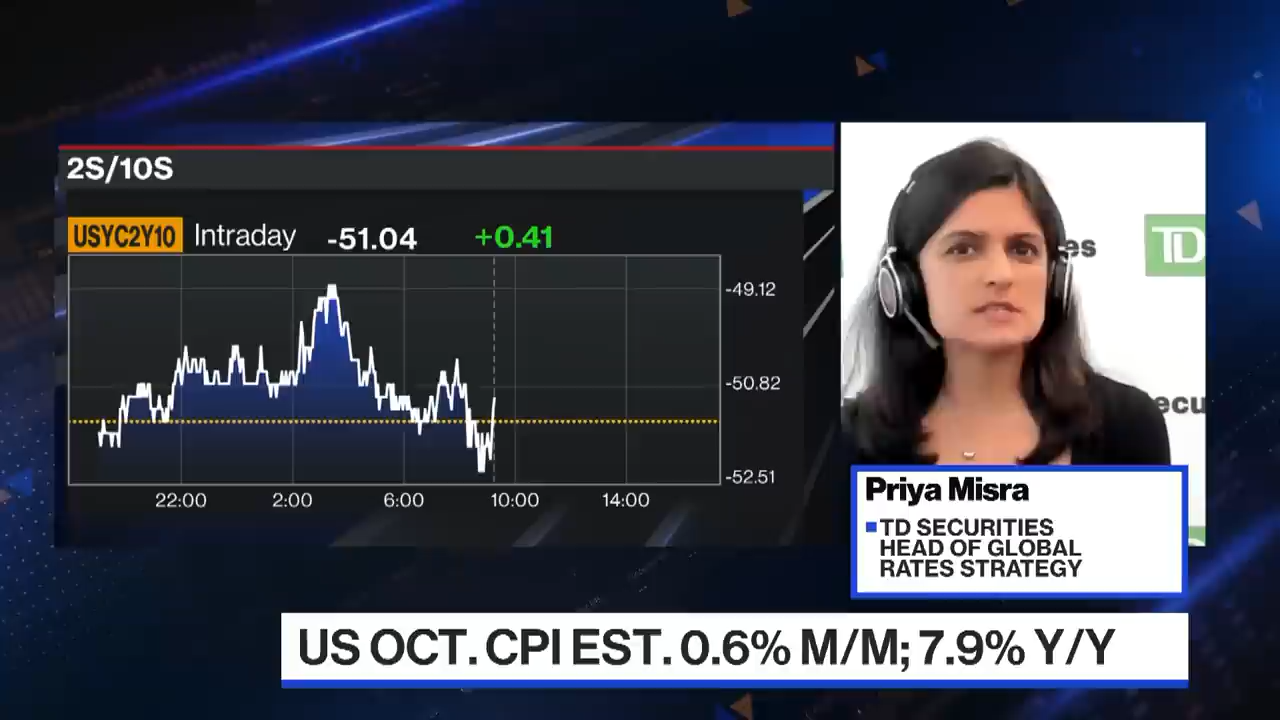 2S/10S
USYC2Y10 Intraday -51.04 +0.41
-49.12
-50.82
-52.51
22:00 2:00 6:00 10:00 14:00
es
TD
ecu
Priya Misra
TD SECURITIES
HEAD OF GLOBAL
RATES STRATEGY
US OCT. CPI EST. 0.6% M/M; 7.9% Y/Y